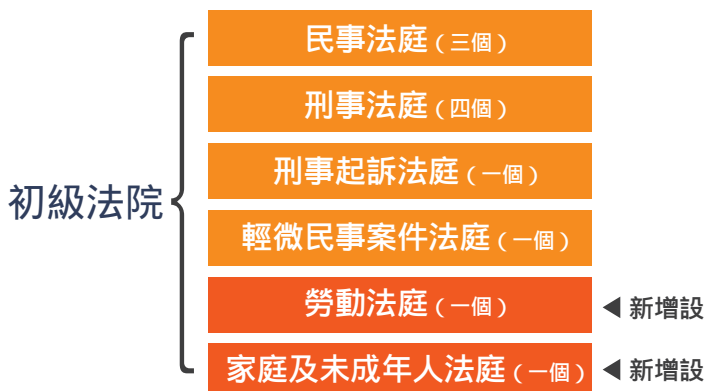 初級法院
民事法庭(三個)
刑事法庭(四個)
刑事起訴法庭(一個)
輕微民事案件法庭(一個)
勞動法庭(一個) ◀ 新增設
家庭及未成年人法庭(一個) ◀ 新增設